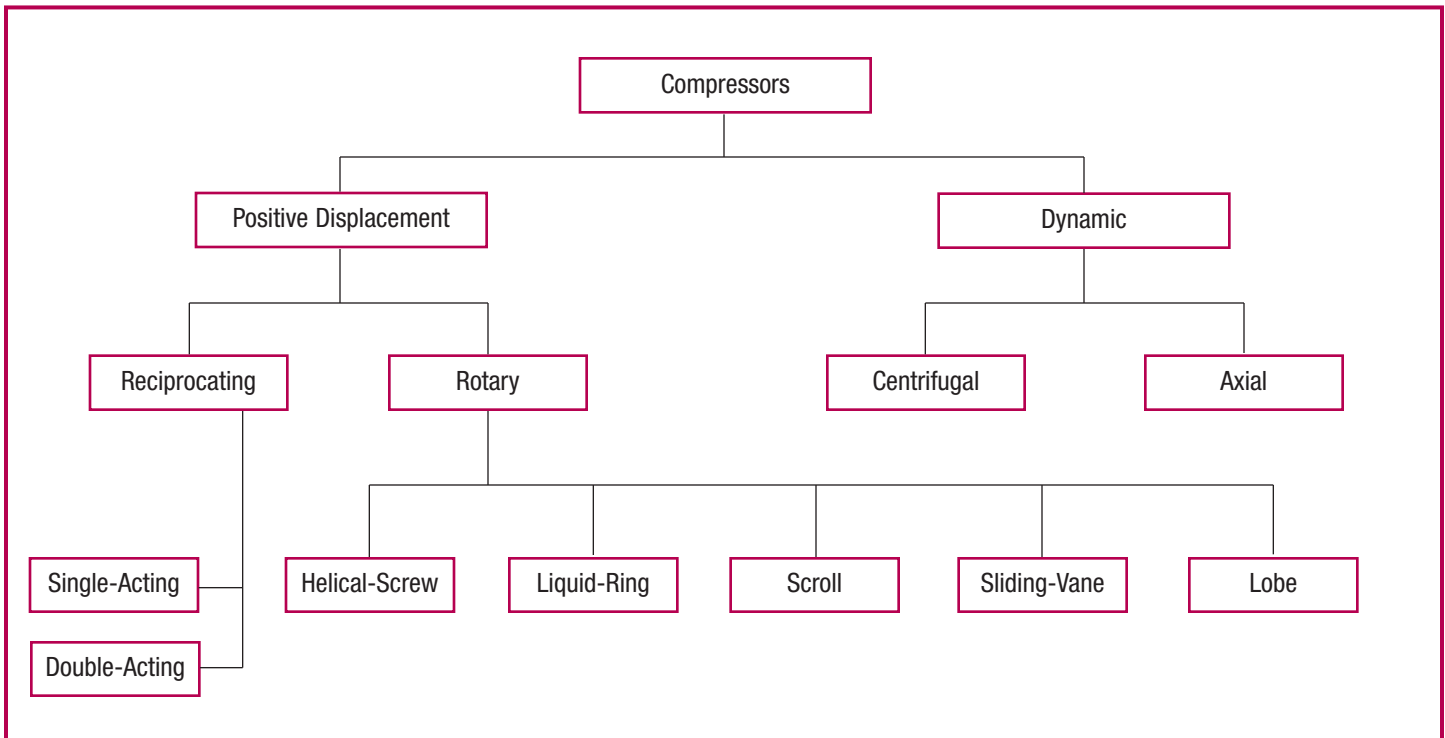 Compressors
Positive Displacement
Dynamic
Reciprocating
Rotary
Centrifugal
Axial
Single-Acting
Helical-Screw
Liquid-Ring
Scroll
Sliding-Vane
Lobe
Double-Acting